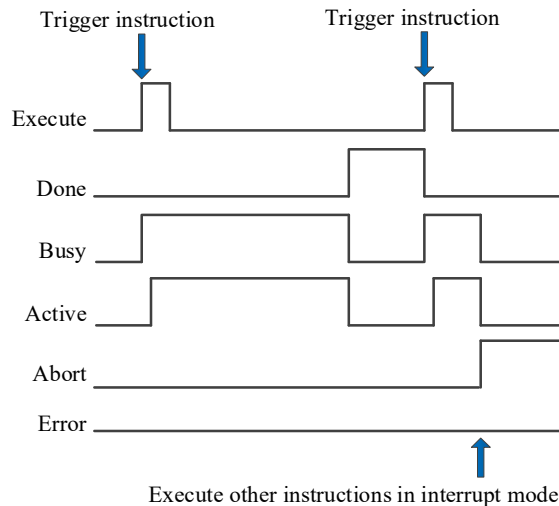 Trigger instruction
Trigger instruction
Execute
Done
Busy
Active
Abort
Error
Execute other instructions in interrupt mode